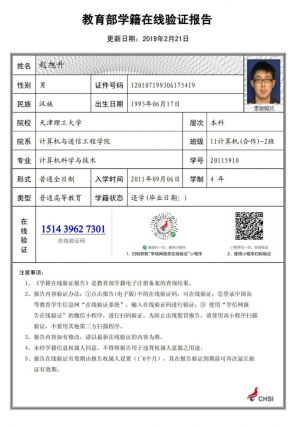 教育部学籍在线验证报告
更新日期：2019年2月21日
姓名 赵旭升
性别 男 证件号码 120107199306175419
民族 汉族 出生日期 1993年06月17日
录取照片
院校 天津理工大学 层次 本科
院系 计算机与通信工程学院 班级 11计算机(合作)-2班
专业 计算机科学与技术 学号 20115910
形式 普通全日制 入学时间 2011年09月06日 学制 4 年
类型 普通高等教育 学籍状态 退学(毕业日期：)
在线验证
1514 3962 7301
在线验证码
1、扫码获取"学信网报告在线验证"小程序
2、使用小程序扫码验证
注意事项：
1、《学籍在线验证报告》是教育部学籍电子注册备案的查询结果。
2、报告内容验证办法：①点击报告(电子版)中的在线验证码，可在线验证；②登录中国高
等教育学生信息网"在线验证系统"，输入在线验证码进行验证；③ 使用"学信网报
告在线验证"的微信小程序，进行扫码验证。为防止出现假报告，请使用该小程序扫描
验证，不要用其他第三方扫描程序。
3、报告内容如有修改，请以最新在线验证的内容为准。
4、未经学籍信息权属人同意，不得将报告用于违背权属人意愿之用途。
5、报告在线验证有效期由报告权属人设置（1~6个月），其在报告验证到期前可再次延长验
证有效期。
CHSI